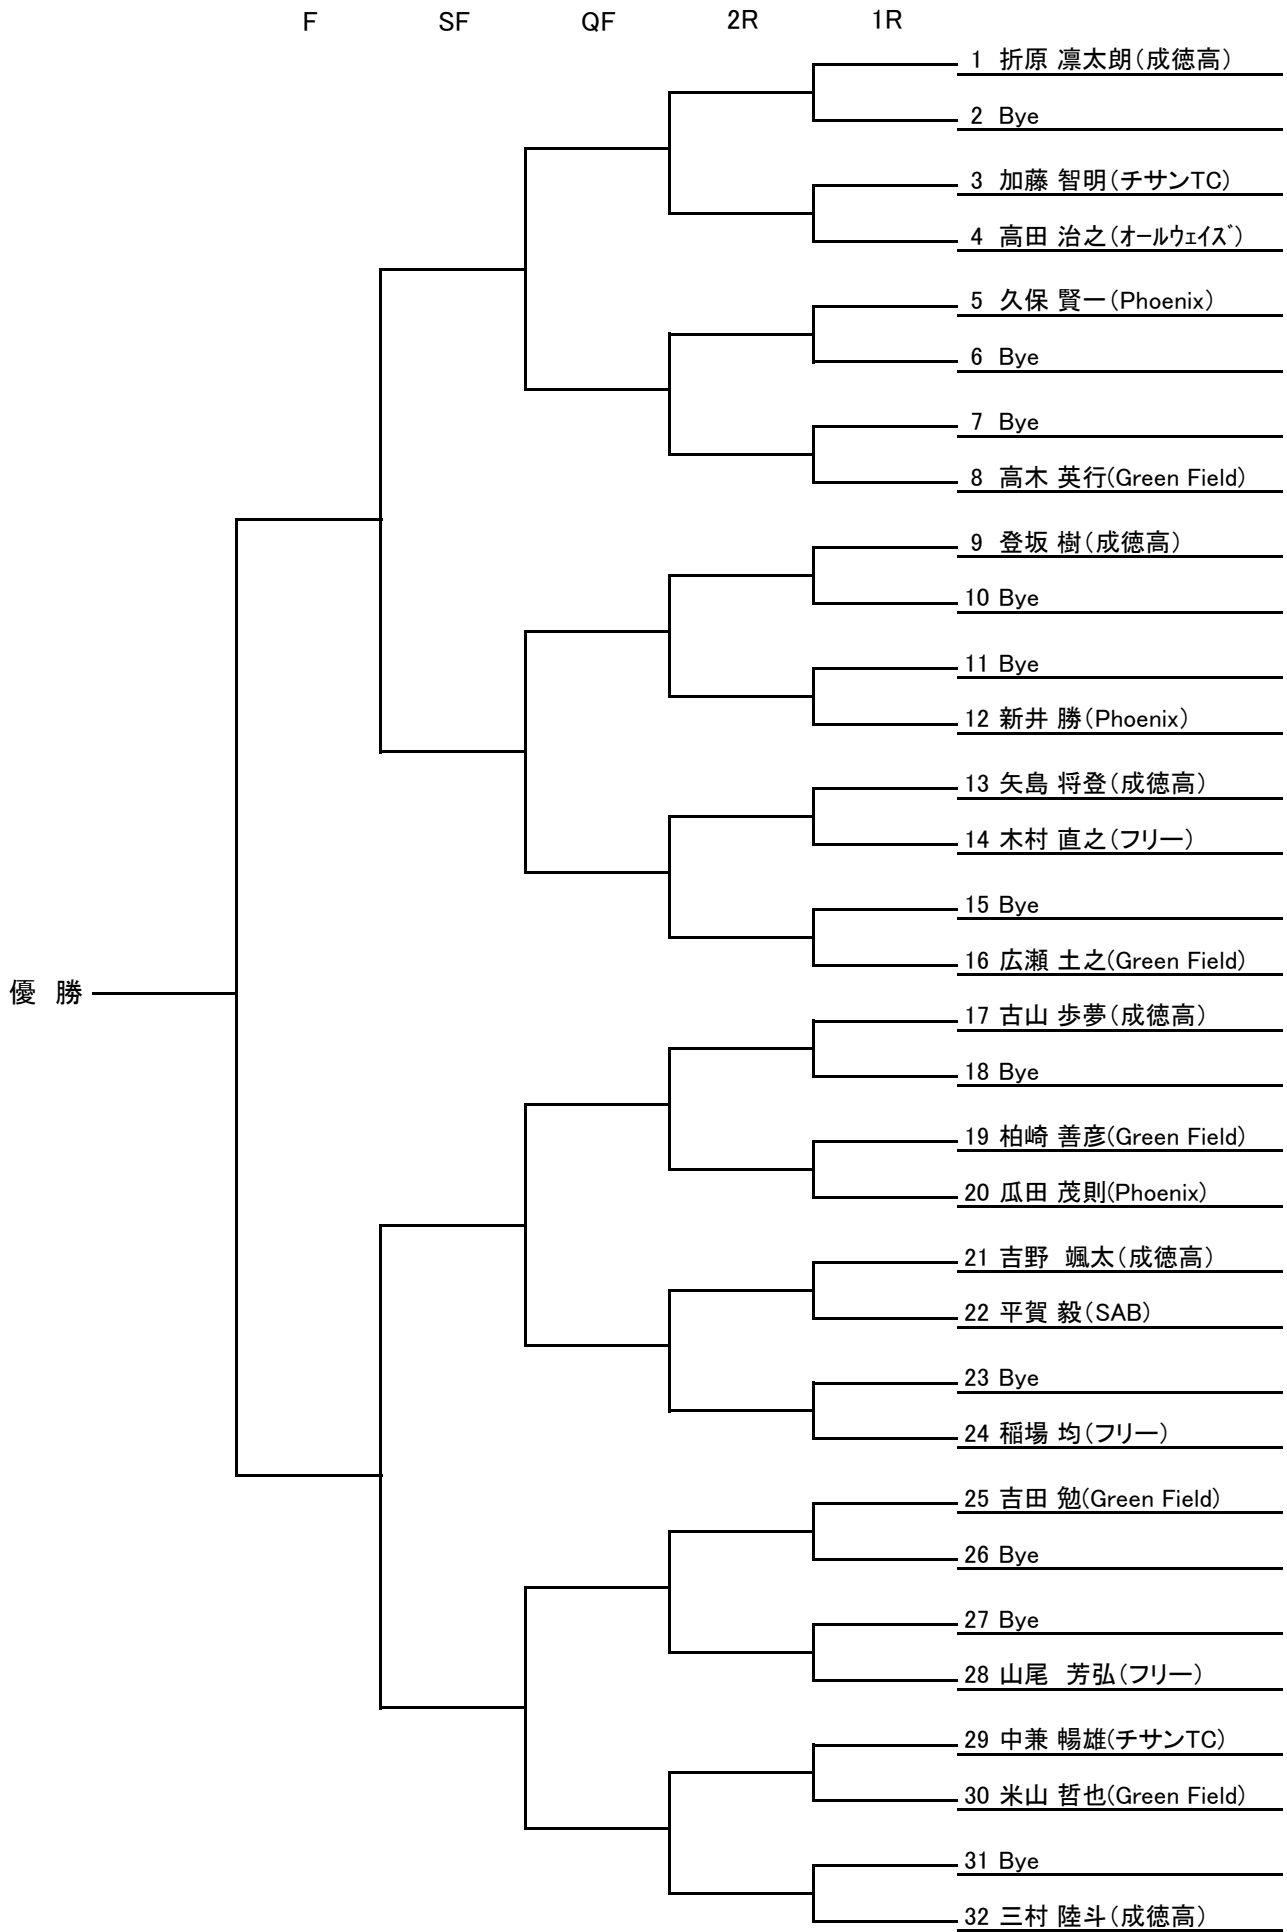 F SF QF 2R 1R
1 折原 凛太朗（成徳高）
2 Bye
3 加藤 智明（チサンTC）
4 高田 治之（ｵｰﾙｳｪｲｽﾞ）
5 久保 賢一（Phoenix）
6 Bye
7 Bye
8 高木 英行(Green Field)
9 登坂 樹（成徳高）
10 Bye
11 Bye
12 新井 勝（Phoenix）
13 矢島 将登（成徳高）
14 木村 直之（フリー）
15 Bye
16 広瀬 土之(Green Field)
優 勝
17 古山 歩夢（成徳高）
18 Bye
19 柏崎 善彦(Green Field)
20 瓜田 茂則(Phoenix)
21 吉野　颯太（成徳高）
22 平賀 毅（SAB）
23 Bye
24 稲場 均（フリー）
25 吉田 勉(Green Field)
26 Bye
27 Bye
28 山尾　芳弘（フリー）
29 中兼 暢雄(チサンTC)
30 米山 哲也(Green Field)
31 Bye
32 三村 陸斗（成徳高）